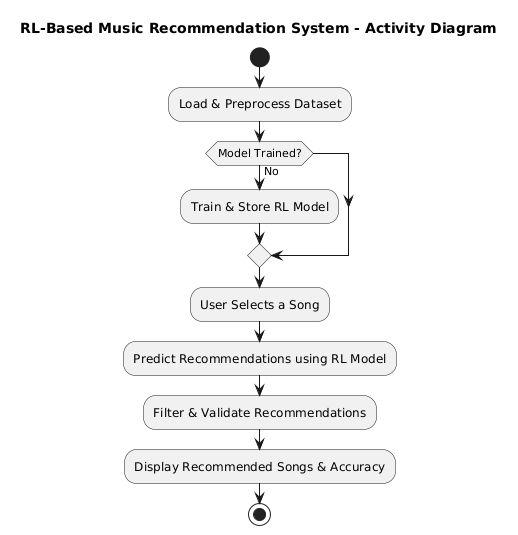 RL-Based Music Recommendation System - Activity Diagram
Load & Preprocess Dataset
Model Trained?
No
Train & Store RL Model
User Selects a Song
Predict Recommendations using RL Model
Filter & Validate Recommendations
Display Recommended Songs & Accuracy